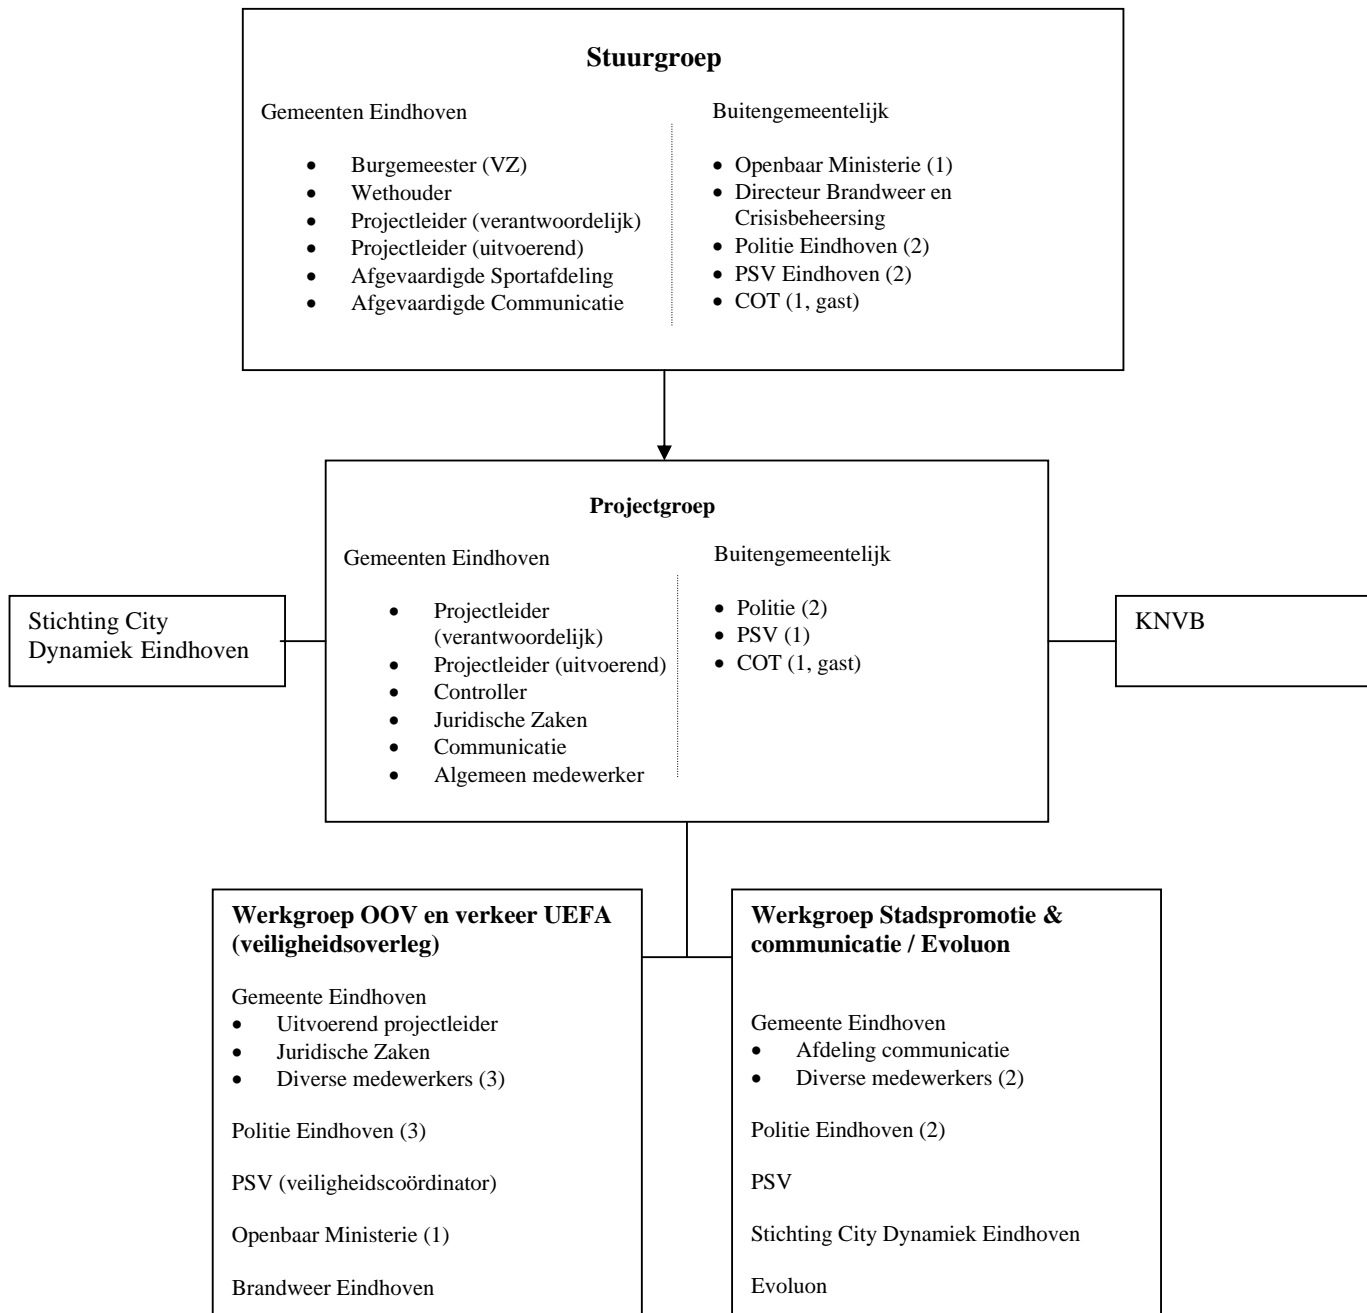 Stuurgroep
Gemeenten Eindhoven
• Burgemeester (VZ)
• Wethouder
• Projectleider (verantwoordelijk)
• Projectleider (uitvoerend)
• Afgevaardigde Sportafdeling
• Afgevaardigde Communicatie
Buitengemeentelijk
• Openbaar Ministerie (1)
• Directeur Brandweer en
Crisisbeheersing
• Politie Eindhoven (2)
• PSV Eindhoven (2)
• COT (1, gast)
Projectgroep
Gemeenten Eindhoven
• Projectleider
(verantwoordelijk)
• Projectleider (uitvoerend)
• Controller
• Juridische Zaken
• Communicatie
• Algemeen medewerker
Buitengemeentelijk
• Politie (2)
• PSV (1)
• COT (1, gast)
Stichting City
Dynamiek Eindhoven
KNVB
Werkgroep OOV en verkeer UEFA
(veiligheidsoverleg)
Gemeente Eindhoven
• Uitvoerend projectleider
• Juridische Zaken
• Diverse medewerkers (3)
Politie Eindhoven (3)
PSV (veiligheidscoördinator)
Openbaar Ministerie (1)
Brandweer Eindhoven
Werkgroep Stadspromotie &
communicatie / Evoluon
Gemeente Eindhoven
• Afdeling communicatie
• Diverse medewerkers (2)
Politie Eindhoven (2)
PSV
Stichting City Dynamiek Eindhoven
Evoluon